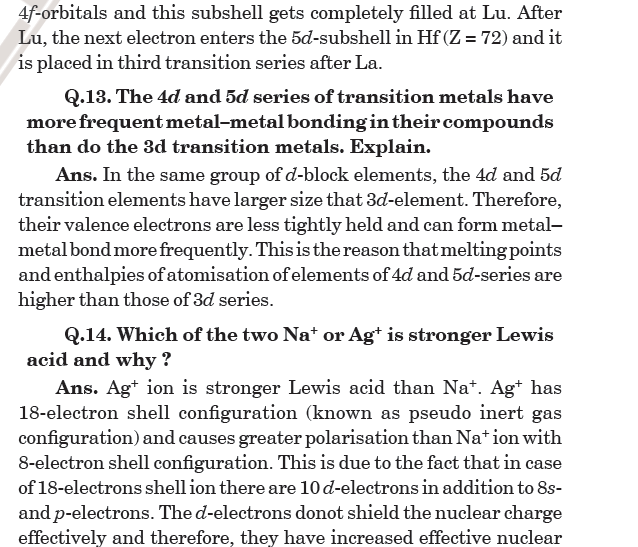 4f-orbitals and this subshell gets completely filled at Lu. After
Lu, the next electron enters the 5d-subshell in Hf (Z = 72) and it
is placed in third transition series after La.
Q.13. The 4d and 5d series of transition metals have
more frequent metal–metal bonding in their compounds
than do the 3d transition metals. Explain.
Ans. In the same group of d-block elements, the 4d and 5d
transition elements have larger size that 3d-element. Therefore,
their valence electrons are less tightly held and can form metal–
metal bond more frequently. This is the reason that melting points
and enthalpies of atomisation of elements of 4d and 5d-series are
higher than those of 3d series.
Q.14. Which of the two Na⁺ or Ag⁺ is stronger Lewis
acid and why ?
Ans. Ag⁺ ion is stronger Lewis acid than Na⁺. Ag⁺ has
18-electron shell configuration (known as pseudo inert gas
configuration) and causes greater polarisation than Na⁺ ion with
8-electron shell configuration. This is due to the fact that in case
of 18-electrons shell ion there are 10 d-electrons in addition to 8s-
and p-electrons. The d-electrons donot shield the nuclear charge
effectively and therefore, they have increased effective nuclear